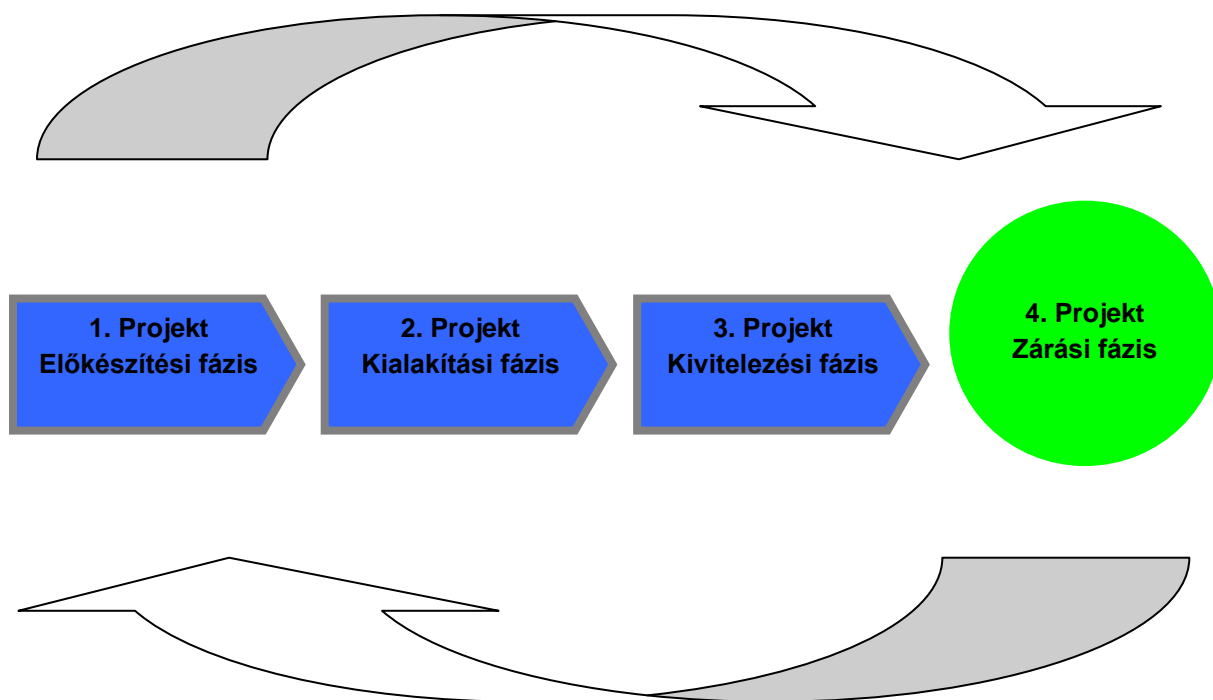 1. Projekt
Előkészítési fázis
2. Projekt
Kialakítási fázis
3. Projekt
Kivitelezési fázis
4. Projekt
Zárási fázis